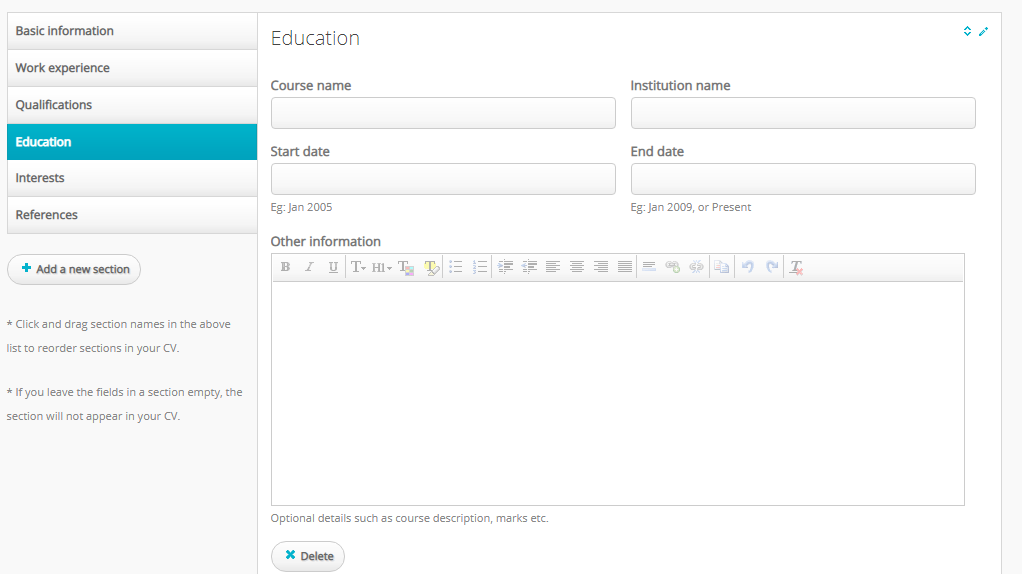 Basic information
Work experience
Qualifications
Education
Interests
References
Add a new section
* Click and drag section names in the above
list to reorder sections in your CV.
* If you leave the fields in a section empty, the
section will not appear in your CV.
Education
Course name
Institution name
Start date
End date
Eg: Jan 2005
Eg: Jan 2009, or Present
Other information
B I U T H1 T T T
Optional details such as course description, marks etc.
Delete